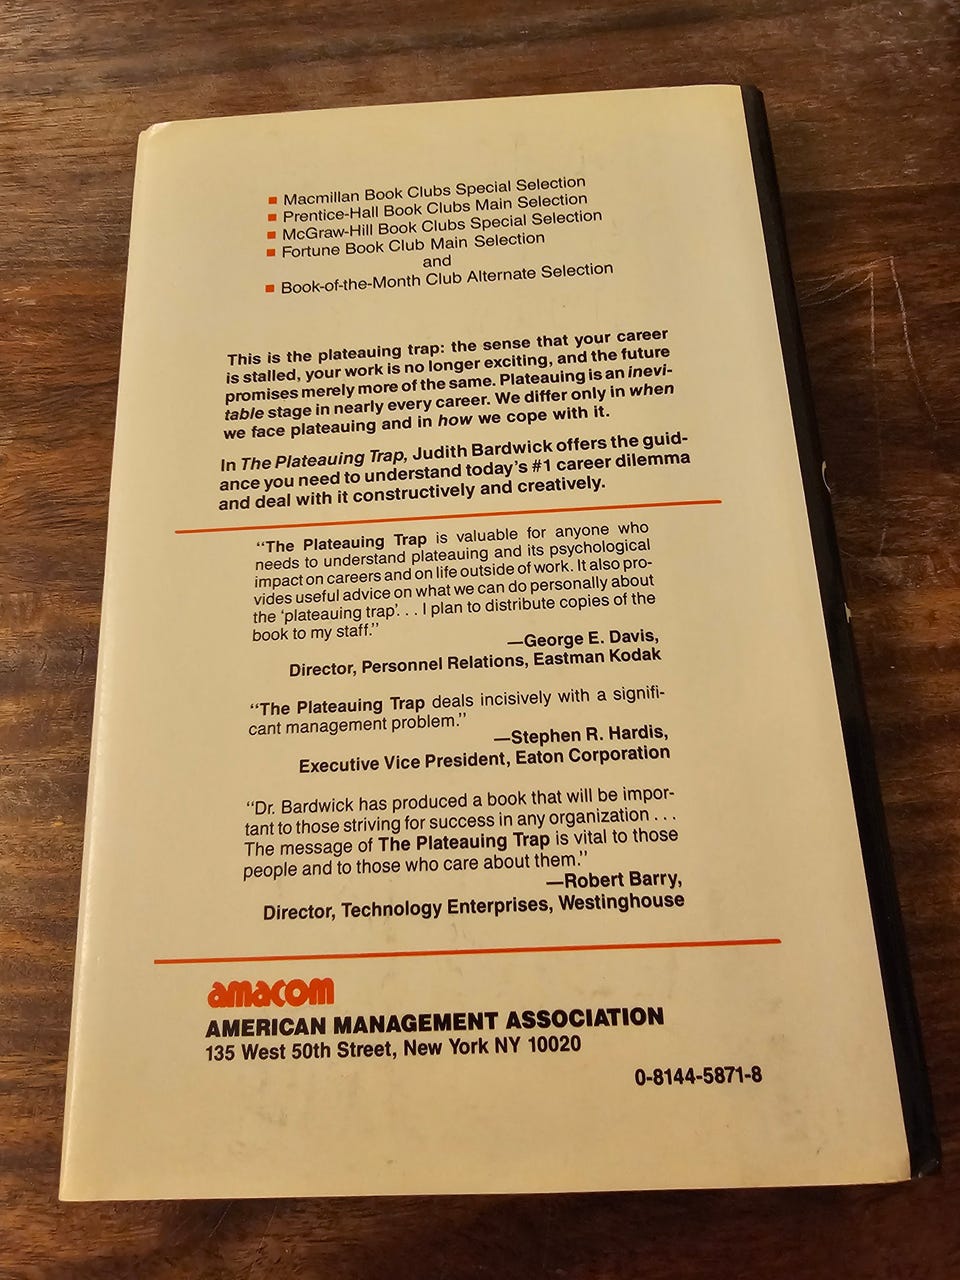 ■ Macmillan Book Clubs Special Selection
■ Prentice-Hall Book Clubs Main Selection
■ McGraw-Hill Book Clubs Special Selection
■ Fortune Book Club Main Selection
and
■ Book-of-the-Month Club Alternate Selection
This is the plateauing trap: the sense that your career
is stalled, your work is no longer exciting, and the future
promises merely more of the same. Plateauing is an inevi-
table stage in nearly every career. We differ only in when
we face plateauing and in how we cope with it.
In The Plateauing Trap, Judith Bardwick offers the guid-
ance you need to understand today's #1 career dilemma
and deal with it constructively and creatively.
“The Plateauing Trap is valuable for anyone who
needs to understand plateauing and its psychological
impact on careers and on life outside of work. It also pro-
vides useful advice on what we can do personally about
the ‘plateauing trap’. . . I plan to distribute copies of the
book to my staff.”
—George E. Davis,
Director, Personnel Relations, Eastman Kodak
“The Plateauing Trap deals incisively with a signifi-
cant management problem.”
—Stephen R. Hardis,
Executive Vice President, Eaton Corporation
“Dr. Bardwick has produced a book that will be impor-
tant to those striving for success in any organization . . .
The message of The Plateauing Trap is vital to those
people and to those who care about them.”
—Robert Barry,
Director, Technology Enterprises, Westinghouse
amacom
AMERICAN MANAGEMENT ASSOCIATION
135 West 50th Street, New York NY 10020
0-8144-5871-8